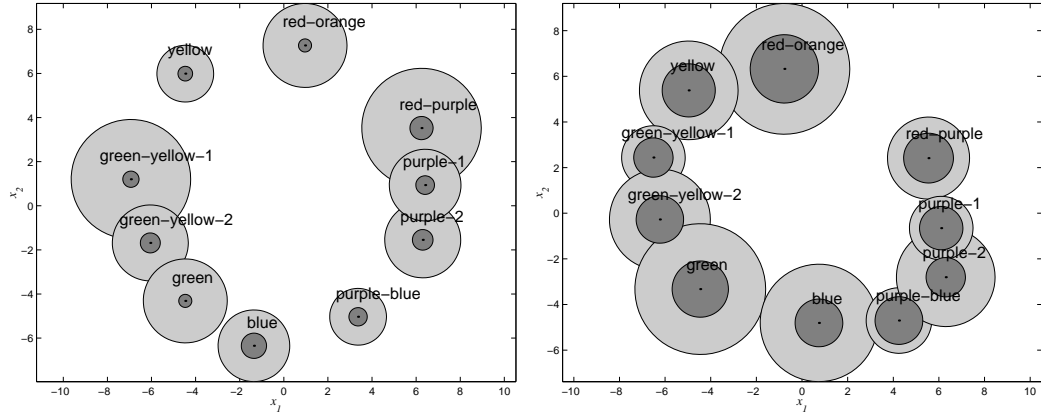 8
6
4
2
0
−2
−4
−6
x2
−10 −8 −6 −4 −2 0 2 4 6 8 10
x1
red−orange
yellow
red−purple
green−yellow−1
purple−1
green−yellow−2
purple−2
green
purple−blue
blue
8
6
4
2
0
−2
−4
−6
x2
−10 −8 −6 −4 −2 0 2 4 6 8 10
x1
red−orange
yellow
green−yellow−1
red−purple
green−yellow−2
purple−1
purple−2
green
blue
purple−blue